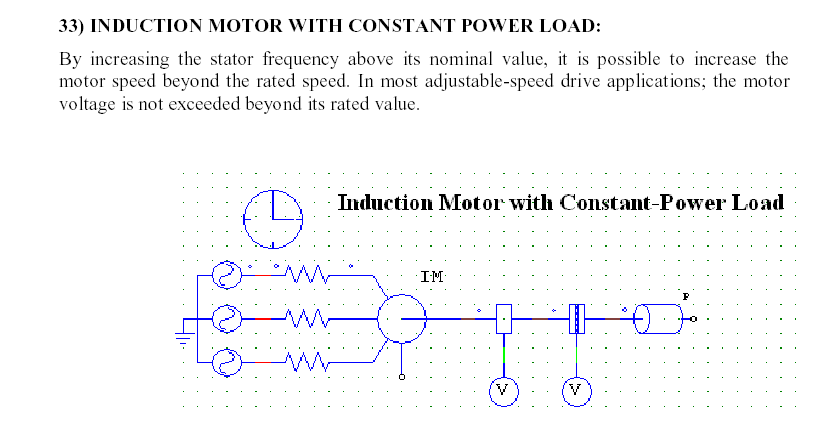 33) INDUCTION MOTOR WITH CONSTANT POWER LOAD:
By increasing the stator frequency above its nominal value, it is possible to increase the
motor speed beyond the rated speed. In most adjustable-speed drive applications; the motor
voltage is not exceeded beyond its rated value.
Induction Motor with Constant-Power Load
IM
P
V V